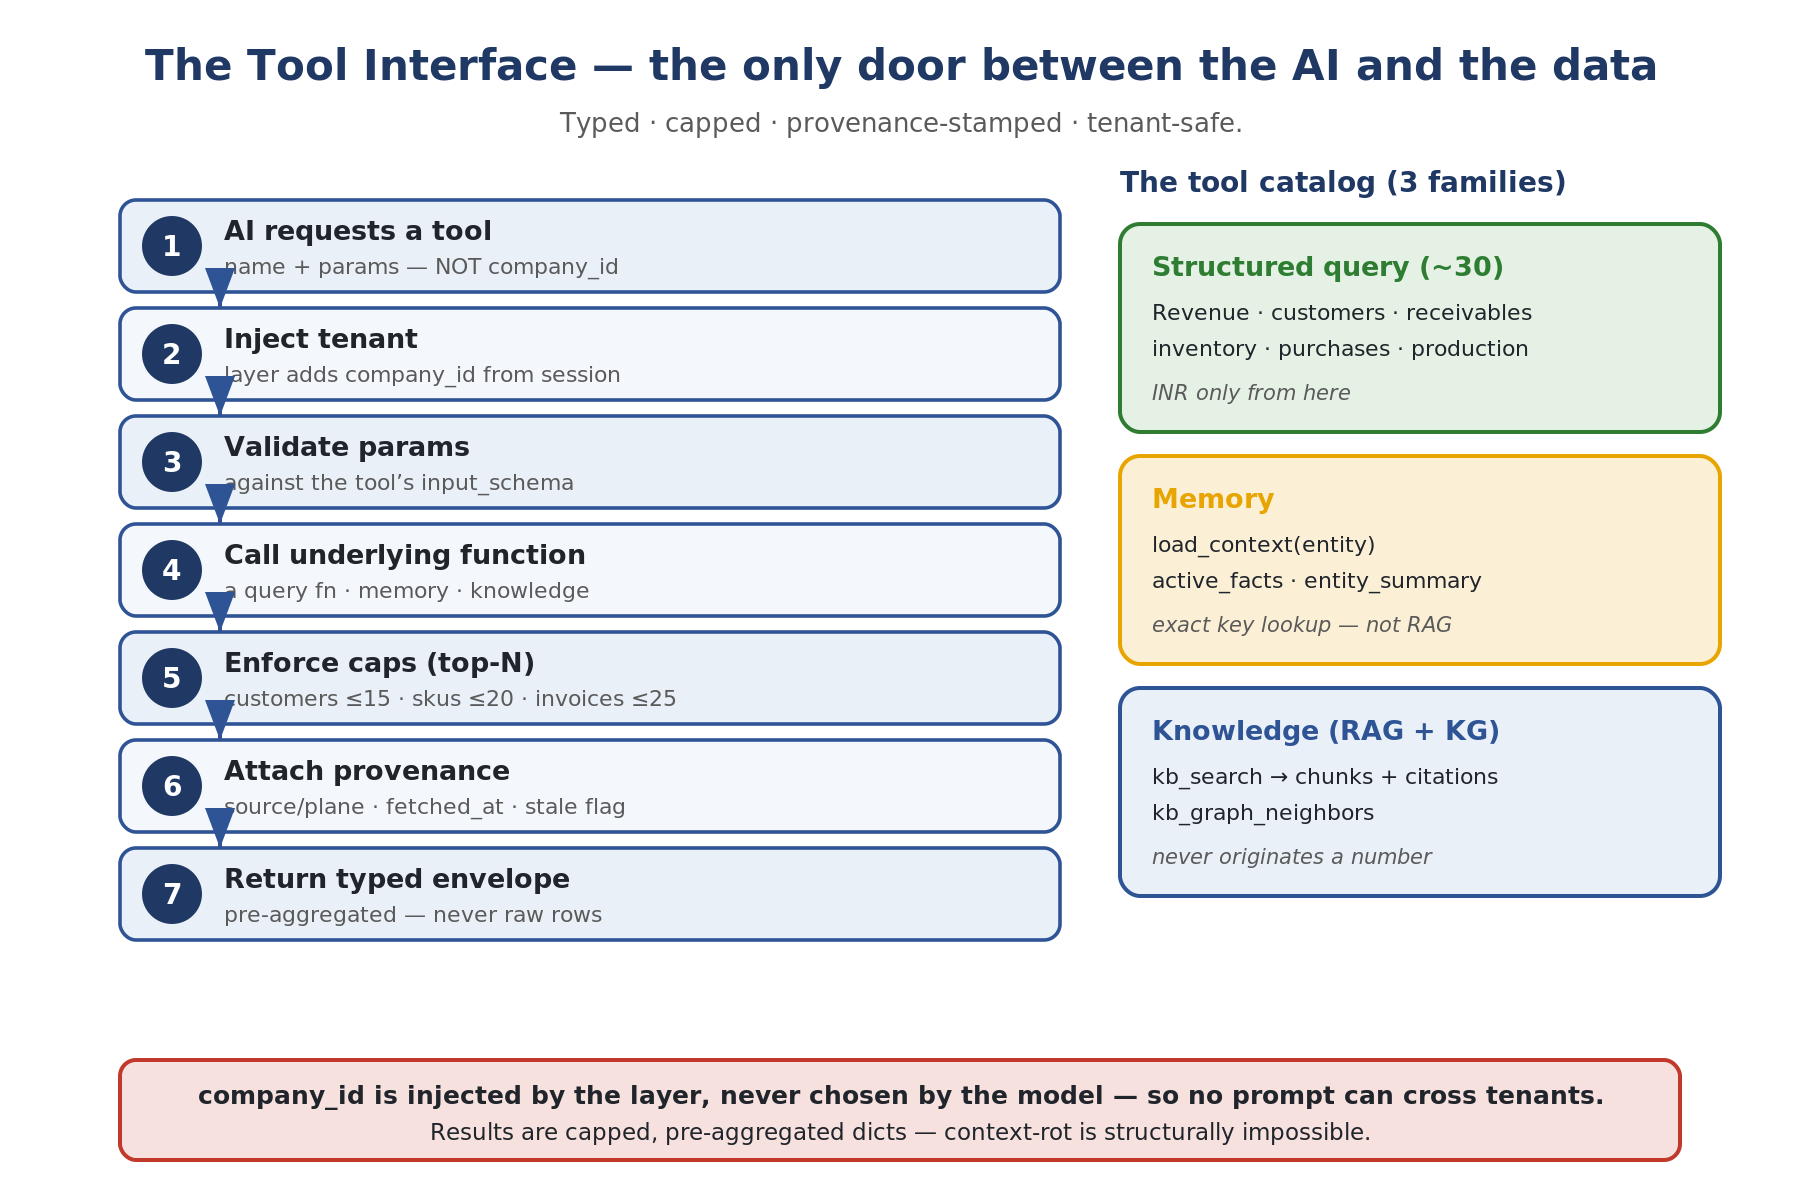 The Tool Interface — the only door between the AI and the data
Typed · capped · provenance-stamped · tenant-safe.
1
AI requests a tool
name + params — NOT company_id
2
Inject tenant
layer adds company_id from session
3
Validate params
against the tool’s input_schema
4
Call underlying function
a query fn · memory · knowledge
5
Enforce caps (top-N)
customers ≤15 · skus ≤20 · invoices ≤25
6
Attach provenance
source/plane · fetched_at · stale flag
7
Return typed envelope
pre-aggregated — never raw rows
The tool catalog (3 families)
Structured query (~30)
Revenue · customers · receivables
inventory · purchases · production
INR only from here
Memory
load_context(entity)
active_facts · entity_summary
exact key lookup — not RAG
Knowledge (RAG + KG)
kb_search → chunks + citations
kb_graph_neighbors
never originates a number
company_id is injected by the layer, never chosen by the model — so no prompt can cross tenants.
Results are capped, pre-aggregated dicts — context-rot is structurally impossible.